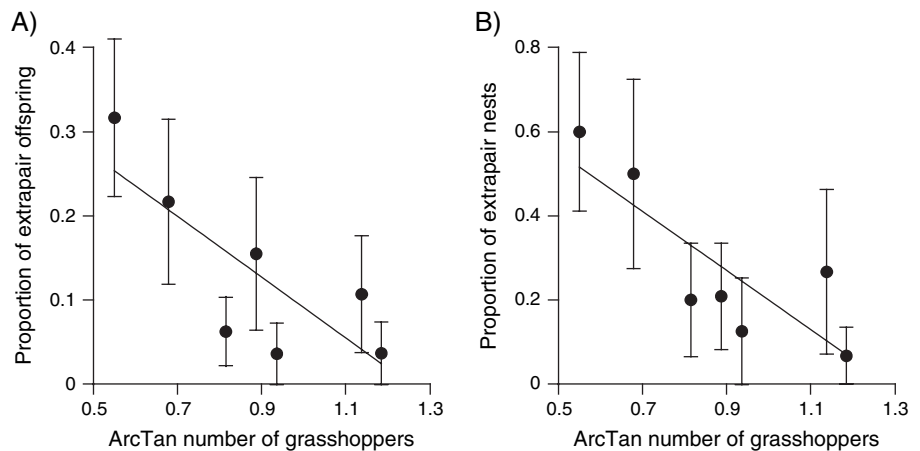 A)
Proportion of extrapair offspring
0.4
0.3
0.2
0.1
0
0.5 0.7 0.9 1.1 1.3
ArcTan number of grasshoppers
B)
Proportion of extrapair nests
0.8
0.6
0.4
0.2
0
0.5 0.7 0.9 1.1 1.3
ArcTan number of grasshoppers